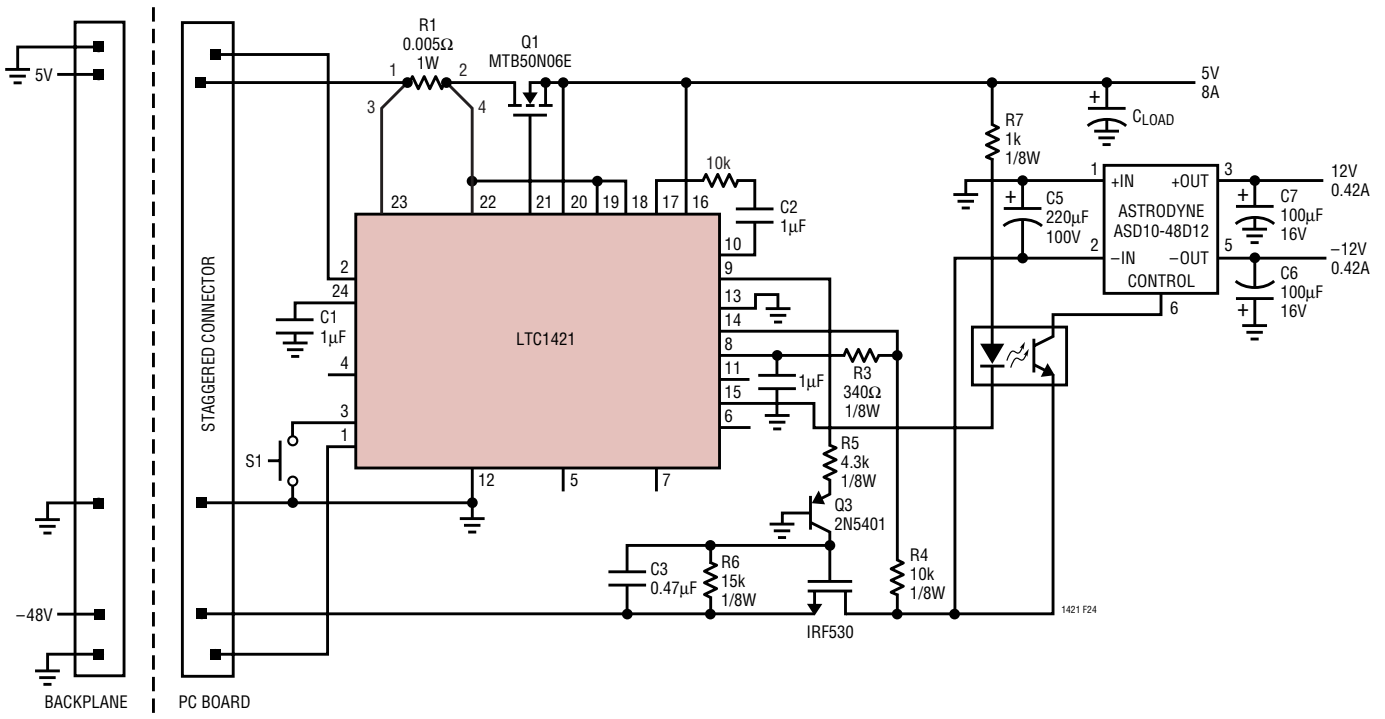 R1
0.005Ω
1W
Q1
MTB50N06E
5V
1
2
3
4
5V
8A
+
C_LOAD
R7
1k
1/8W
10k
C2
1µF
23
22
21
20
19
18
17
16
10
9
13
14
8
11
15
6
2
24
4
3
1
12
5
7
LTC1421
C1
1µF
S1
STAGGERED CONNECTOR
1µF
R3
340Ω
1/8W
R5
4.3k
1/8W
Q3
2N5401
C3
0.47µF
R6
15k
1/8W
R4
10k
1/8W
IRF530
+
C5
220µF
100V
1
2
+IN
+OUT
ASTRODYNE
ASD10-48D12
–IN
–OUT
CONTROL
3
5
6
12V
0.42A
+
C7
100µF
16V
–12V
0.42A
C6
100µF
16V
+
–48V
1421 F24
BACKPLANE
PC BOARD